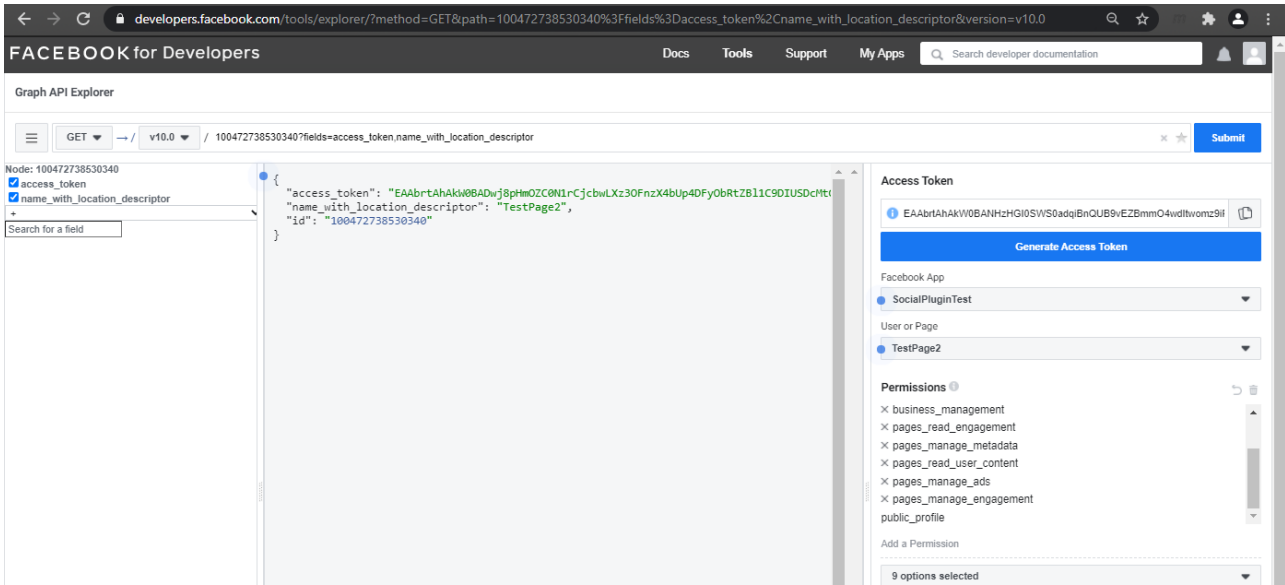 developers.facebook.com/tools/explorer/?method=GET&path=100472738530340%3Ffields%3Daccess_token%2Cname_with_location_descriptor&version=v10.0
FACEBOOK for Developers
Docs Tools Support My Apps Search developer documentation
Graph API Explorer
GET → / v10.0 / 100472738530340?fields=access_token,name_with_location_descriptor Submit
Node: 100472738530340
access_token
name_with_location_descriptor
+
Search for a field
{
"access_token":
"name_with_location_descriptor": "TestPage2",
"id": "100472738530340"
}
Access Token
Generate Access Token
Facebook App
SocialPluginTest
User or Page
TestPage2
Permissions
business_management
pages_read_engagement
pages_manage_metadata
pages_read_user_content
pages_manage_ads
pages_manage_engagement
public_profile
Add a Permission
9 options selected